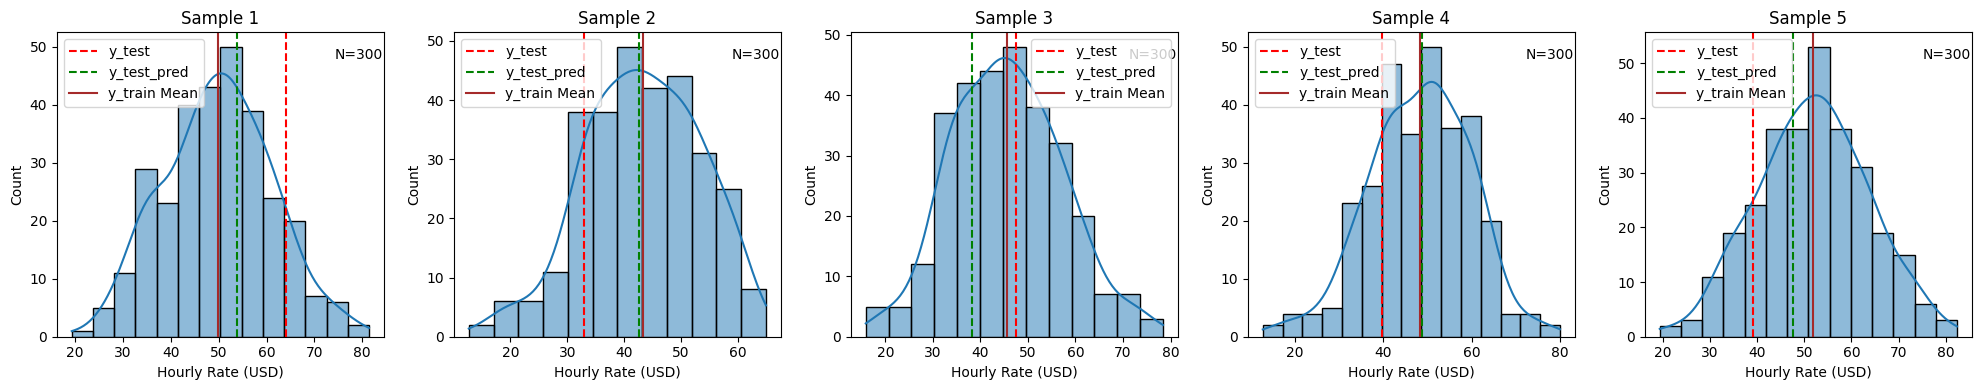 Sample 1
50
40
30
20
10
0
Count
y_test
y_test_pred
y_train Mean
N=300
20 30 40 50 60 70 80
Hourly Rate (USD)
Sample 2
50
40
30
20
10
0
Count
y_test
y_test_pred
y_train Mean
N=300
20 30 40 50 60
Hourly Rate (USD)
Sample 3
50
40
30
20
10
0
Count
y_test
y_test_pred
y_train Mean
N=300
20 30 40 50 60 70 80
Hourly Rate (USD)
Sample 4
50
40
30
20
10
0
Count
y_test
y_test_pred
y_train Mean
N=300
20 40 60 80
Hourly Rate (USD)
Sample 5
50
40
30
20
10
0
Count
y_test
y_test_pred
y_train Mean
N=300
20 30 40 50 60 70 80
Hourly Rate (USD)